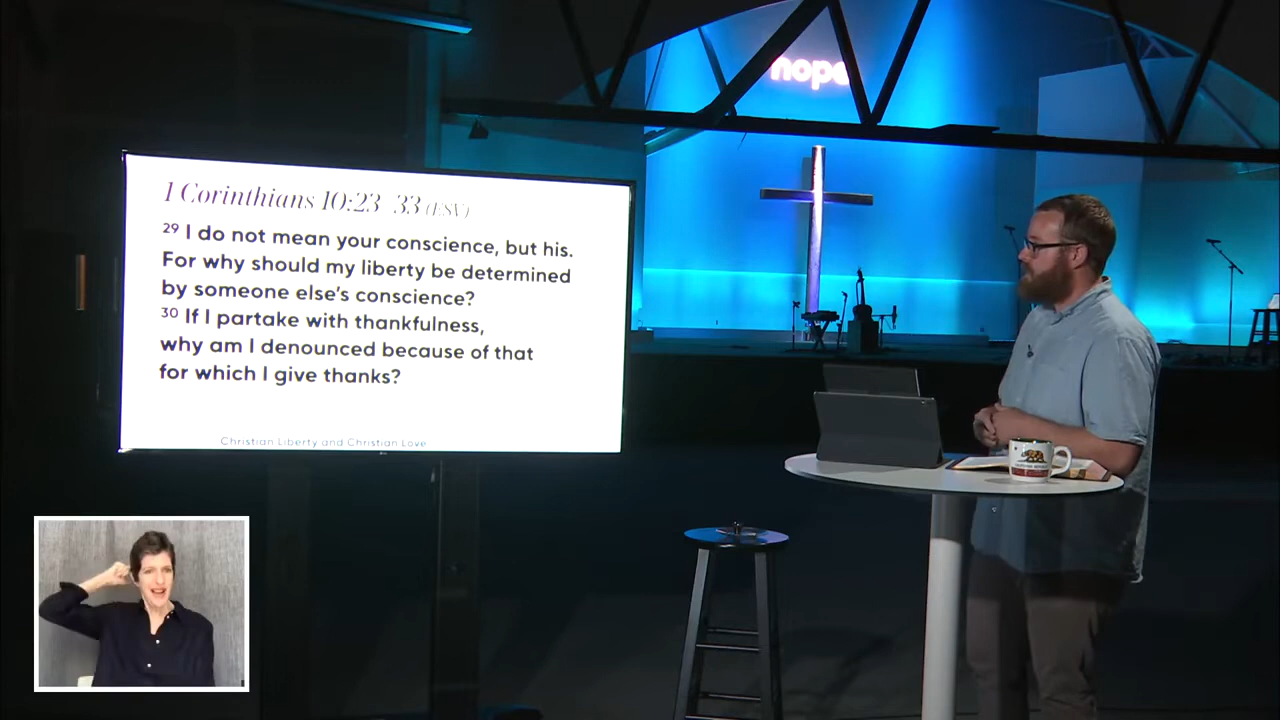 hope
1 Corinthians 10:23-33 (ESV)
29 I do not mean your conscience, but his.
For why should my liberty be determined
by someone else's conscience?
30 If I partake with thankfulness,
why am I denounced because of that
for which I give thanks?
Christian Liberty and Christian Love